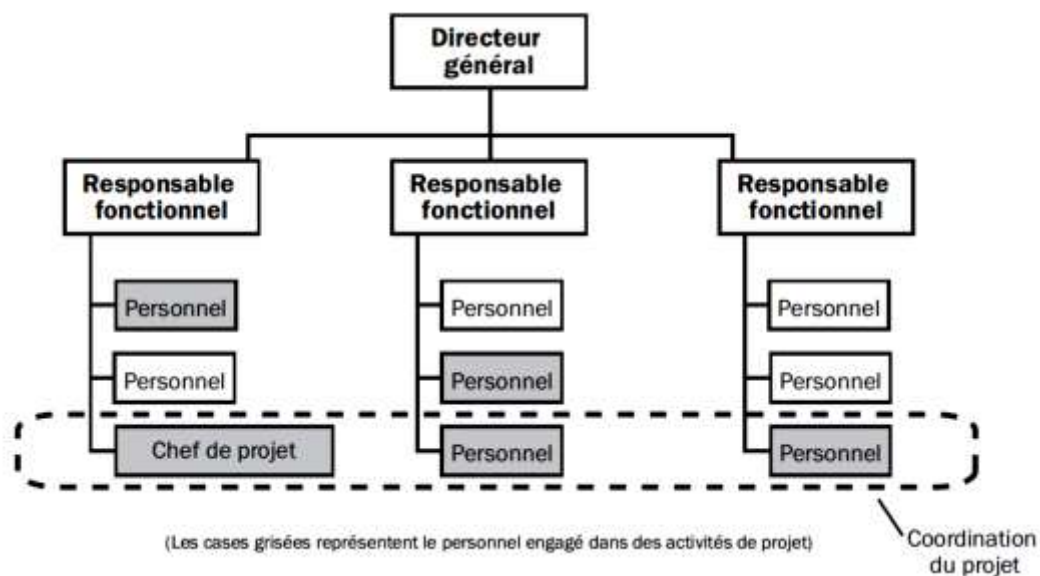 Directeur
général
Responsable
fonctionnel
Responsable
fonctionnel
Responsable
fonctionnel
Personnel
Personnel
Personnel
Personnel
Personnel
Personnel
Chef de projet
Personnel
Personnel
(Les cases grisées représentent le personnel engagé dans des activités de projet)
Coordination
du projet